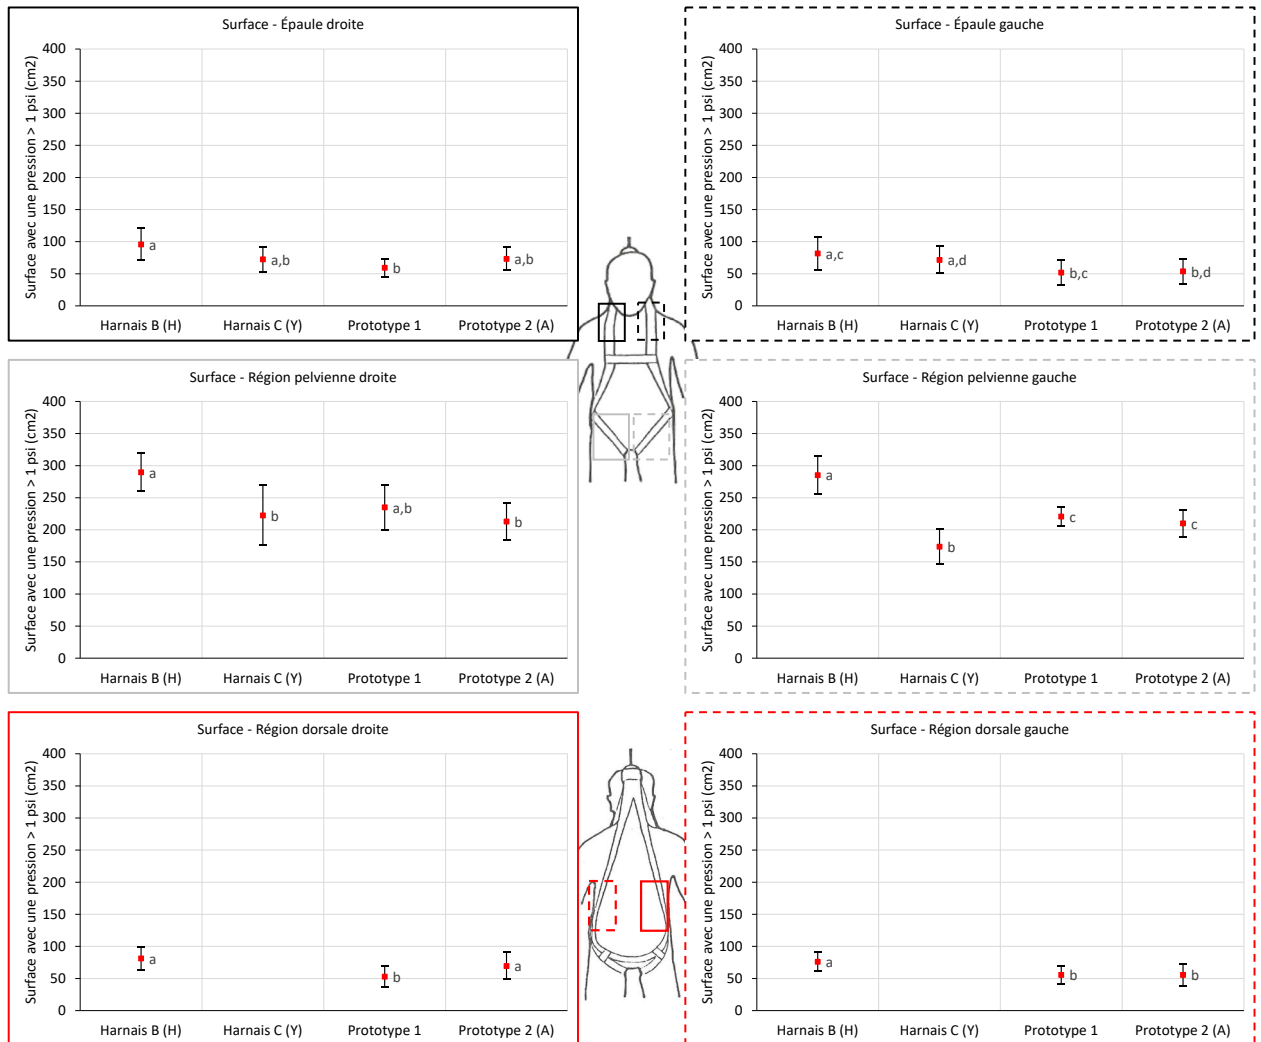 Surface - Épaule droite
Surface avec une pression > 1 psi (cm2)
400
350
300
250
200
150
100
50
0
a
a,b
b
a,b
Harnais B (H) Harnais C (Y) Prototype 1 Prototype 2 (A)
Surface - Épaule gauche
Surface avec une pression > 1 psi (cm2)
400
350
300
250
200
150
100
50
0
a,c
a,d
b,c
b,d
Harnais B (H) Harnais C (Y) Prototype 1 Prototype 2 (A)
Surface - Région pelvienne droite
Surface avec une pression > 1 psi (cm2)
400
350
300
250
200
150
100
50
0
a
b
a,b
b
Harnais B (H) Harnais C (Y) Prototype 1 Prototype 2 (A)
Surface - Région pelvienne gauche
Surface avec une pression > 1 psi (cm2)
400
350
300
250
200
150
100
50
0
a
b
c
c
Harnais B (H) Harnais C (Y) Prototype 1 Prototype 2 (A)
Surface - Région dorsale droite
Surface avec une pression > 1 psi (cm2)
400
350
300
250
200
150
100
50
0
a
b
a
Harnais B (H) Harnais C (Y) Prototype 1 Prototype 2 (A)
Surface - Région dorsale gauche
Surface avec une pression > 1 psi (cm2)
400
350
300
250
200
150
100
50
0
a
b
b
Harnais B (H) Harnais C (Y) Prototype 1 Prototype 2 (A)